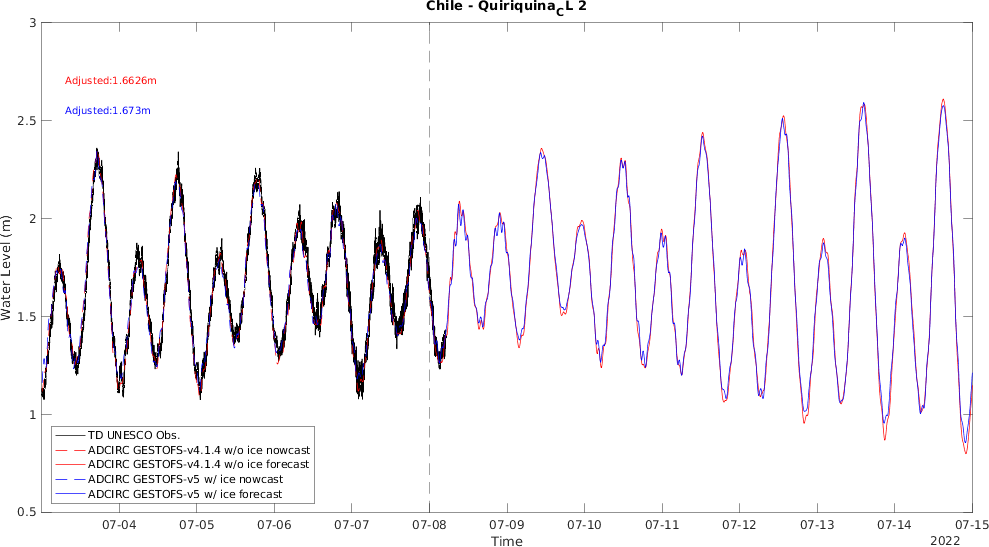 Chile - Quiriquina_CL 2
3
2.5
2
1.5
1
0.5
Water Level (m)
Adjusted:1.6626m
Adjusted:1.673m
TD UNESCO Obs.
ADCIRC GESTOFS-v4.1.4 w/o ice nowcast
ADCIRC GESTOFS-v4.1.4 w/o ice forecast
ADCIRC GESTOFS-v5 w/ ice nowcast
ADCIRC GESTOFS-v5 w/ ice forecast
07-04 07-05 07-06 07-07 07-08 07-09 07-10 07-11 07-12 07-13 07-14 07-15
Time
2022